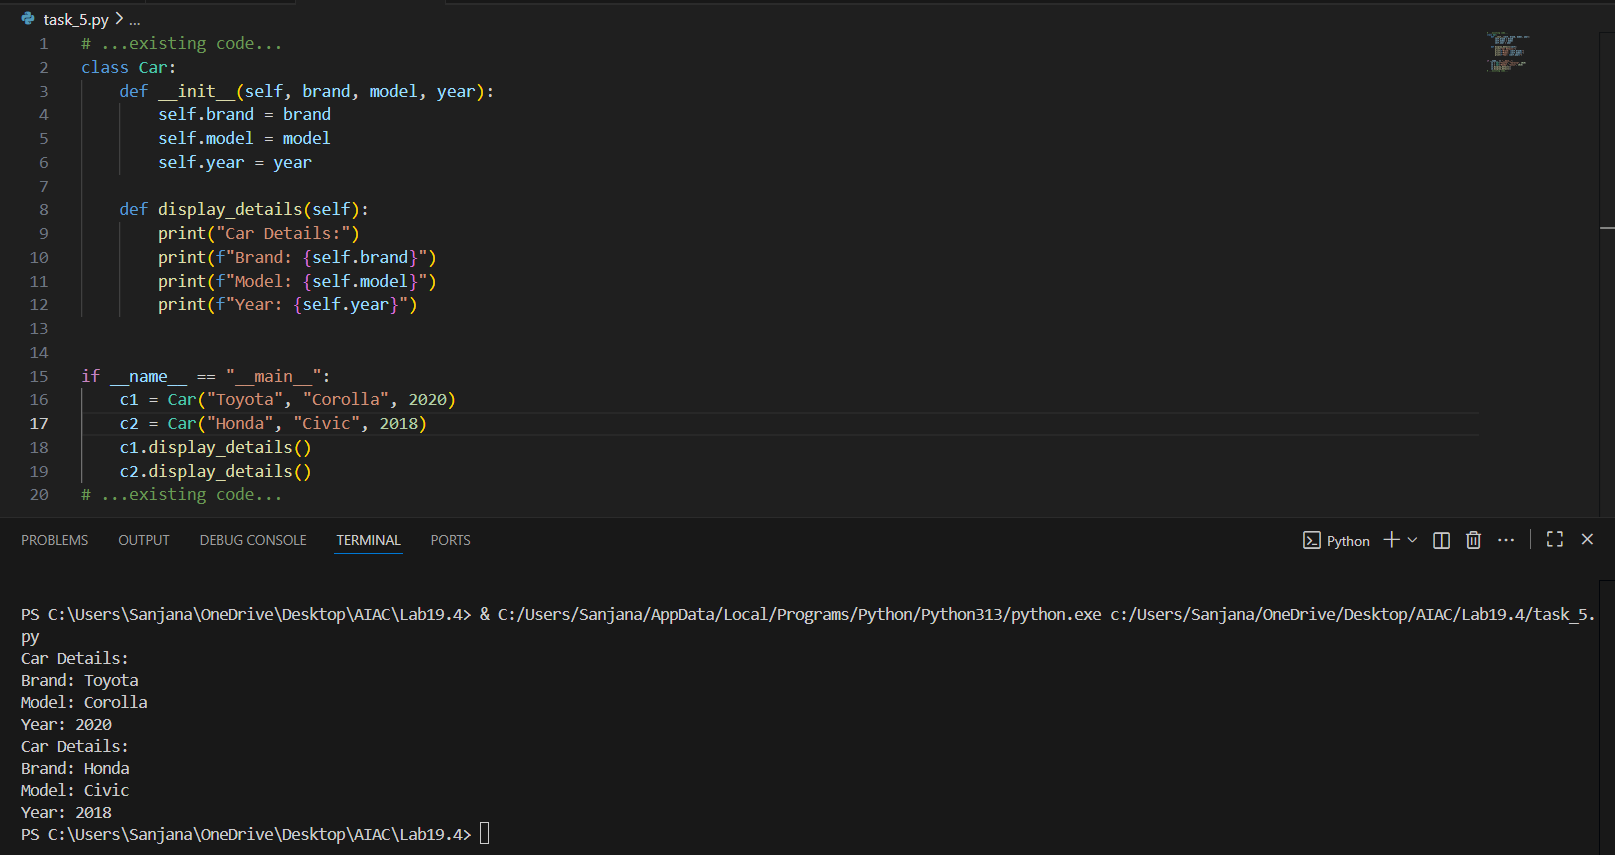 task_5.py > ...
1 # ...existing code...
2 class Car:
3     def __init__(self, brand, model, year):
4         self.brand = brand
5         self.model = model
6         self.year = year
7
8     def display_details(self):
9         print("Car Details:")
10         print(f"Brand: {self.brand}")
11         print(f"Model: {self.model}")
12         print(f"Year: {self.year}")
13
14
15 if __name__ == "__main__":
16     c1 = Car("Toyota", "Corolla", 2020)
17     c2 = Car("Honda", "Civic", 2018)
18     c1.display_details()
19     c2.display_details()
20 # ...existing code...
PROBLEMS OUTPUT DEBUG CONSOLE TERMINAL PORTS Python
PS C:\Users\Sanjana\OneDrive\Desktop\AIAC\Lab19.4> & C:/Users/Sanjana/AppData/Local/Programs/Python/Python313/python.exe c:/Users/Sanjana/OneDrive/Desktop/AIAC/Lab19.4/task_5.
py
Car Details:
Brand: Toyota
Model: Corolla
Year: 2020
Car Details:
Brand: Honda
Model: Civic
Year: 2018
PS C:\Users\Sanjana\OneDrive\Desktop\AIAC\Lab19.4>